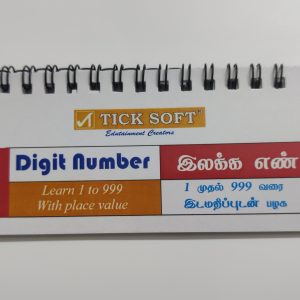 TICK SOFT
Edutainment Creators
Digit Number
இலக்க எண்
Learn 1 to 999
With place value
1 முதல் 999 வரை
இடமதிப்புடன் பழக